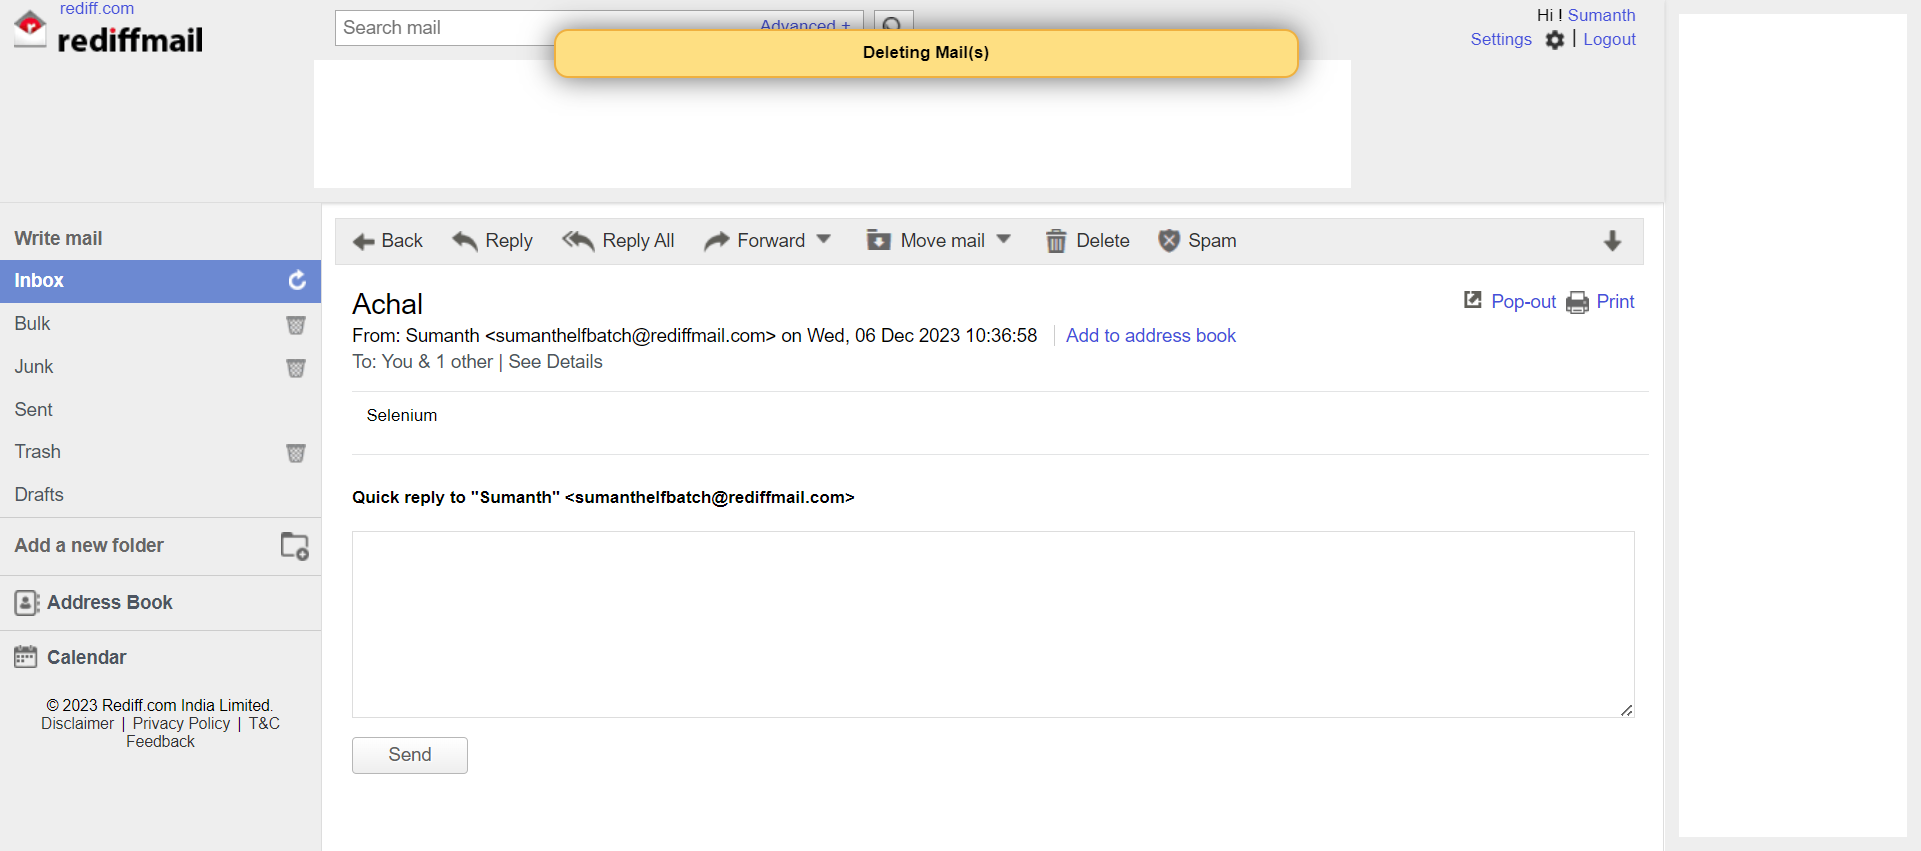 rediff.com
rediffmail
Search mail
Advanced +
Deleting Mail(s)
Hi ! Sumanth
Settings | Logout
Write mail
Inbox
Bulk
Junk
Sent
Trash
Drafts
Add a new folder
Address Book
Calendar
© 2023 Rediff.com India Limited.
Disclaimer | Privacy Policy | T&C
Feedback
Back Reply Reply All Forward Move mail Delete Spam
Achal
Pop-out Print
From: Sumanth <sumanthelfbatch@rediffmail.com> on Wed, 06 Dec 2023 10:36:58 Add to address book
To: You & 1 other | See Details
Selenium
Quick reply to "Sumanth" <sumanthelfbatch@rediffmail.com>
Send